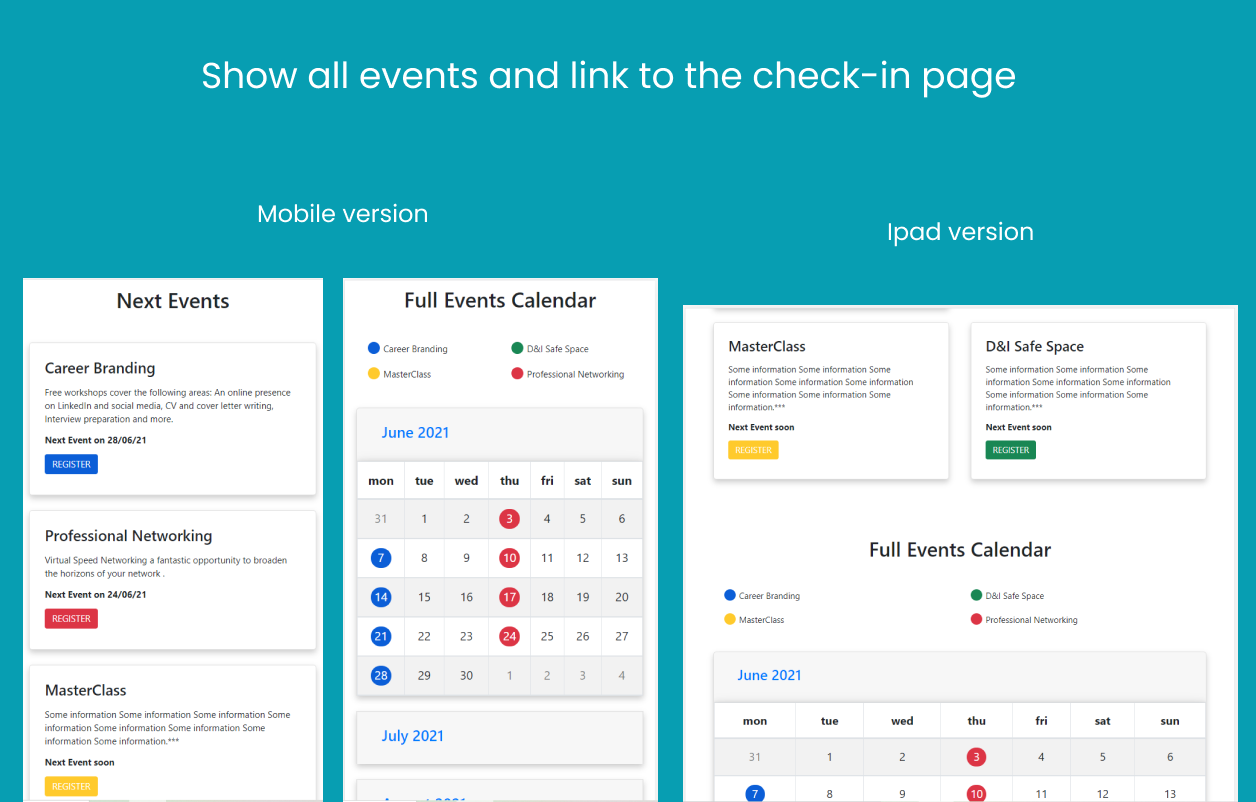 Show all events and link to the check-in page
Mobile version
Ipad version
Next Events
Career Branding
Free workshops cover the following areas: An online presence
on LinkedIn and social media, CV and cover letter writing,
Interview preparation and more.
Next Event on 28/06/21
REGISTER
Professional Networking
Virtual Speed Networking a fantastic opportunity to broaden
the horizons of your network .
Next Event on 24/06/21
REGISTER
MasterClass
Some information Some information Some information Some
information Some information Some information Some
information Some information.***
Next Event soon
REGISTER
Full Events Calendar
Career Branding D&I Safe Space
MasterClass Professional Networking
June 2021
mon tue wed thu fri sat sun
31 1 2 3 4 5 6
7 8 9 10 11 12 13
14 15 16 17 18 19 20
21 22 23 24 25 26 27
28 29 30 1 2 3 4
July 2021
MasterClass
Some information Some information Some
information Some information Some information
Some information Some information Some
information.***
Next Event soon
REGISTER
D&I Safe Space
Some information Some information Some
information Some information Some information
Some information Some information Some
information.***
Next Event soon
REGISTER
Full Events Calendar
Career Branding D&I Safe Space
MasterClass Professional Networking
June 2021
mon tue wed thu fri sat sun
31 1 2 3 4 5 6
7 8 9 10 11 12 13